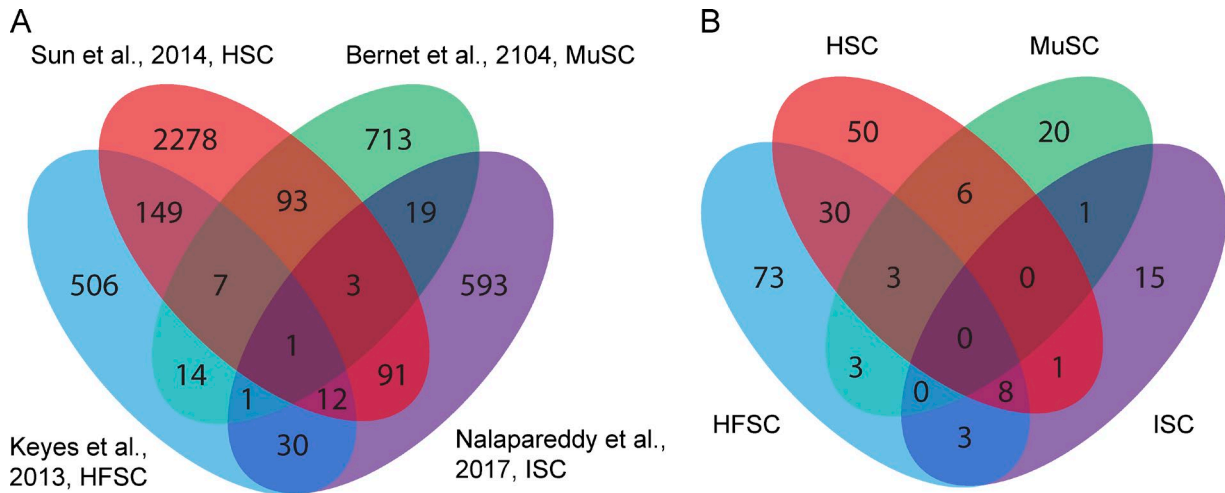 A
Sun et al., 2014, HSC
Bernet et al., 2104, MuSC
2278
713
149
93
19
506
7
3
593
1
14
1
12
91
30
Keyes et al.,
2013, HFSC
Nalapareddy et al.,
2017, ISC
B
HSC
MuSC
50
20
30
6
1
73
3
0
15
0
3
0
8
1
3
HFSC
ISC